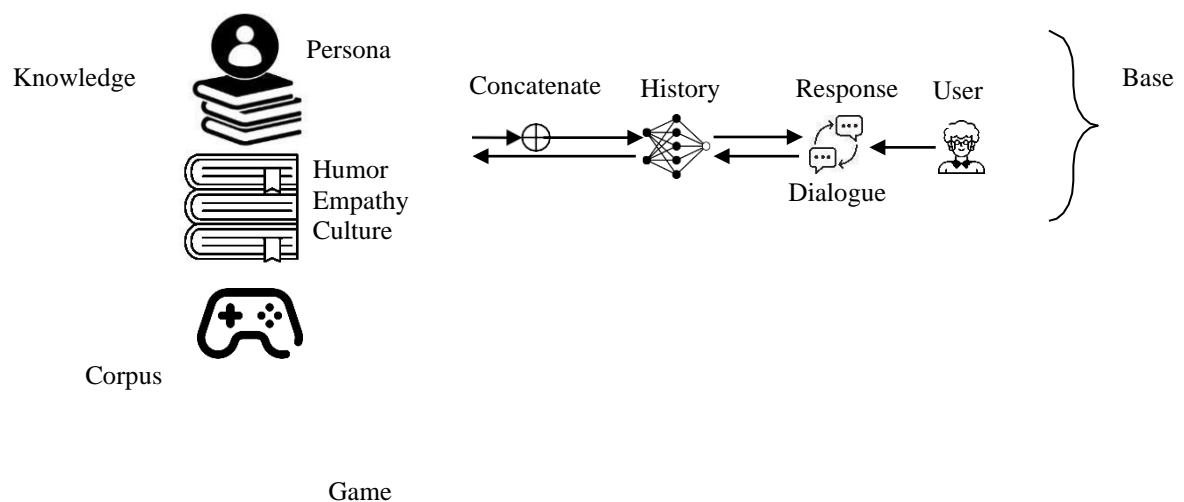 Persona
Knowledge
Base
Concatenate
History
Response
User
Humor
Empathy
Culture
Dialogue
Corpus
Game